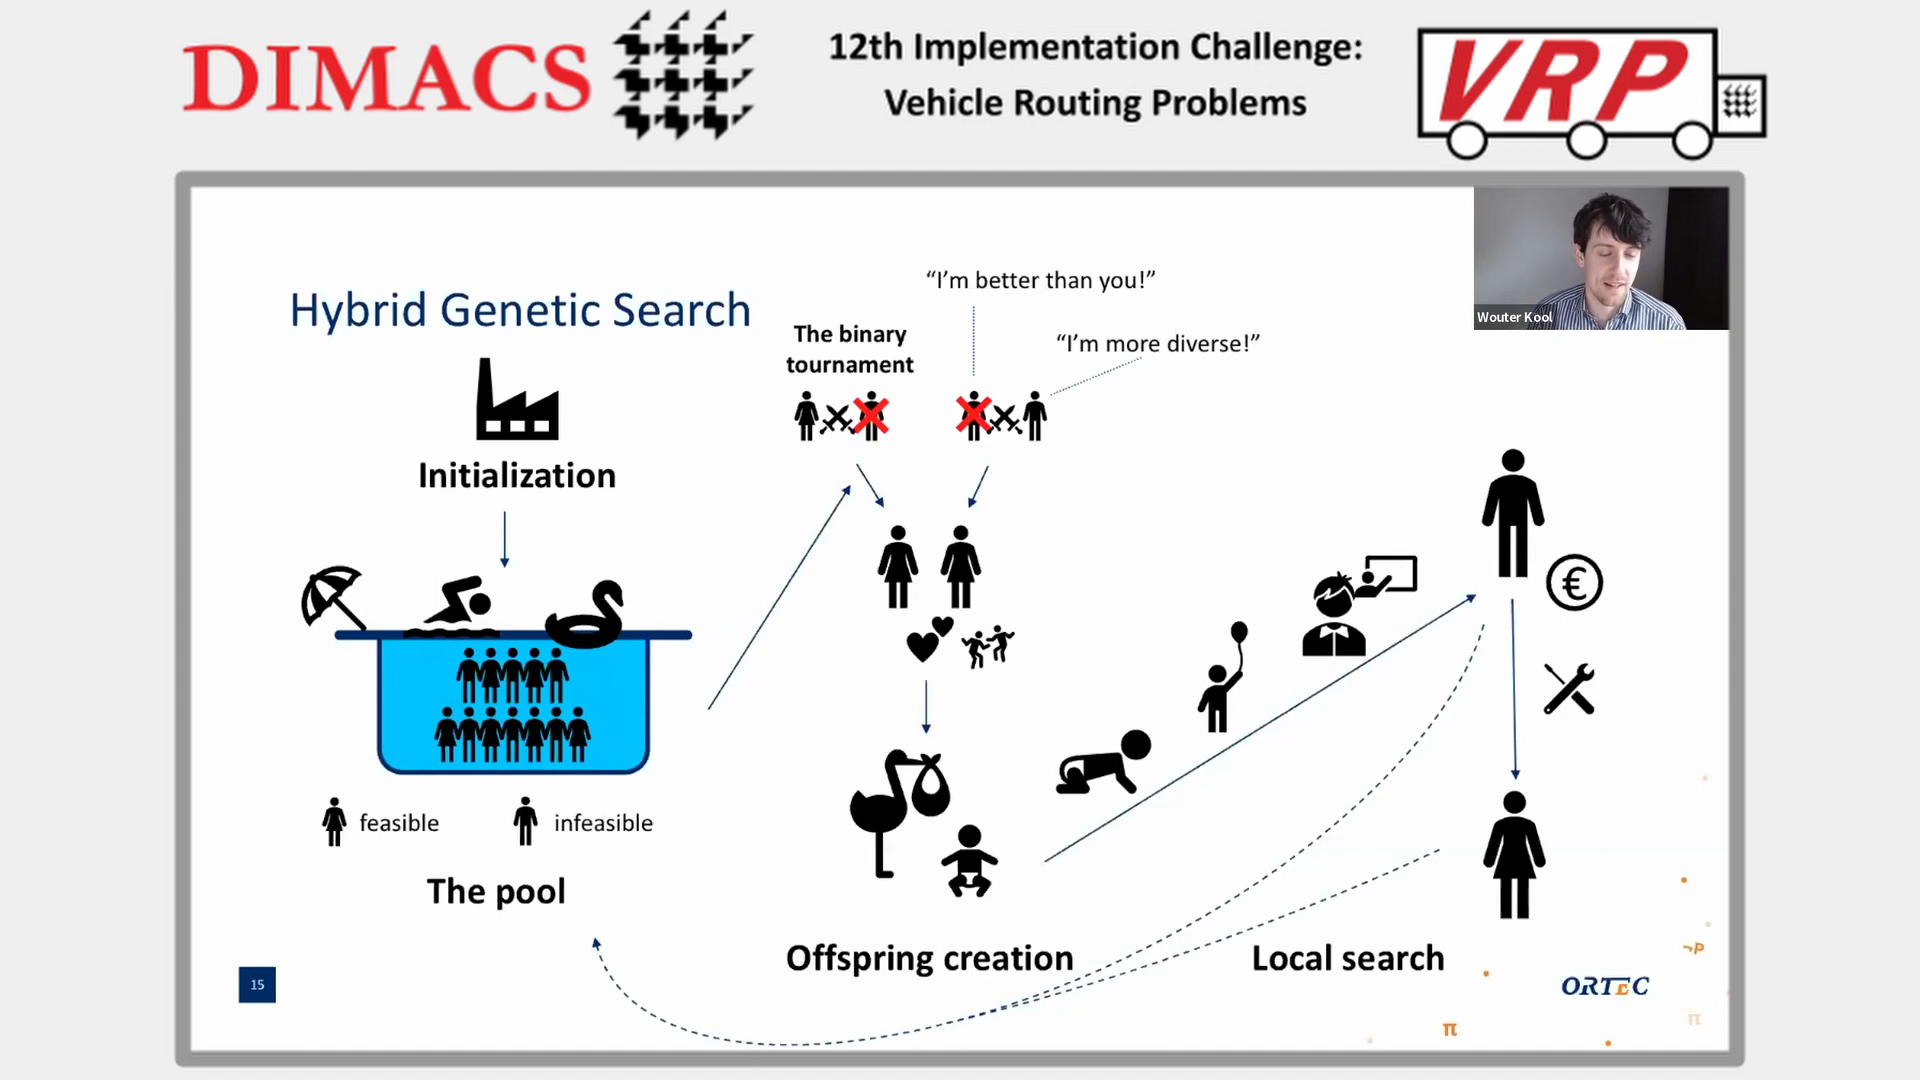 DIMACS
12th Implementation Challenge:
Vehicle Routing Problems
VRP
Wouter Kool
Hybrid Genetic Search
“I’m better than you!”
The binary
tournament
“I’m more diverse!”
Initialization
€
feasible
infeasible
The pool
Offspring creation
Local search
15
ORTEC
¬P
π
π